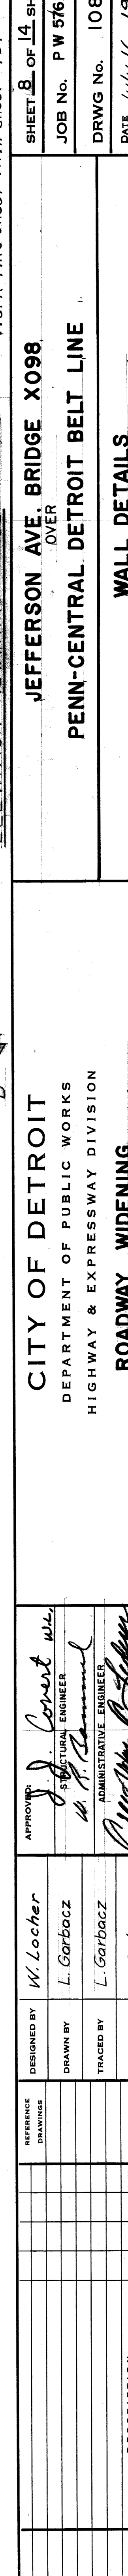 SHEET 8 OF 14 SH
JOB No. PW 576
DRWG No. 108
DATE
JEFFERSON AVE. BRIDGE X098
OVER
PENN-CENTRAL DETROIT BELT LINE
WALL DETAILS
CITY OF DETROIT
DEPARTMENT OF PUBLIC WORKS
HIGHWAY & EXPRESSWAY DIVISION
ROADWAY WIDENING
APPROVED:
J. J. Covert
STRUCTURAL ENGINEER
ADMINISTRATIVE ENGINEER
DESIGNED BY W. Locher
DRAWN BY L. Garbacz
TRACED BY L. Garbacz
REFERENCE
DRAWINGS